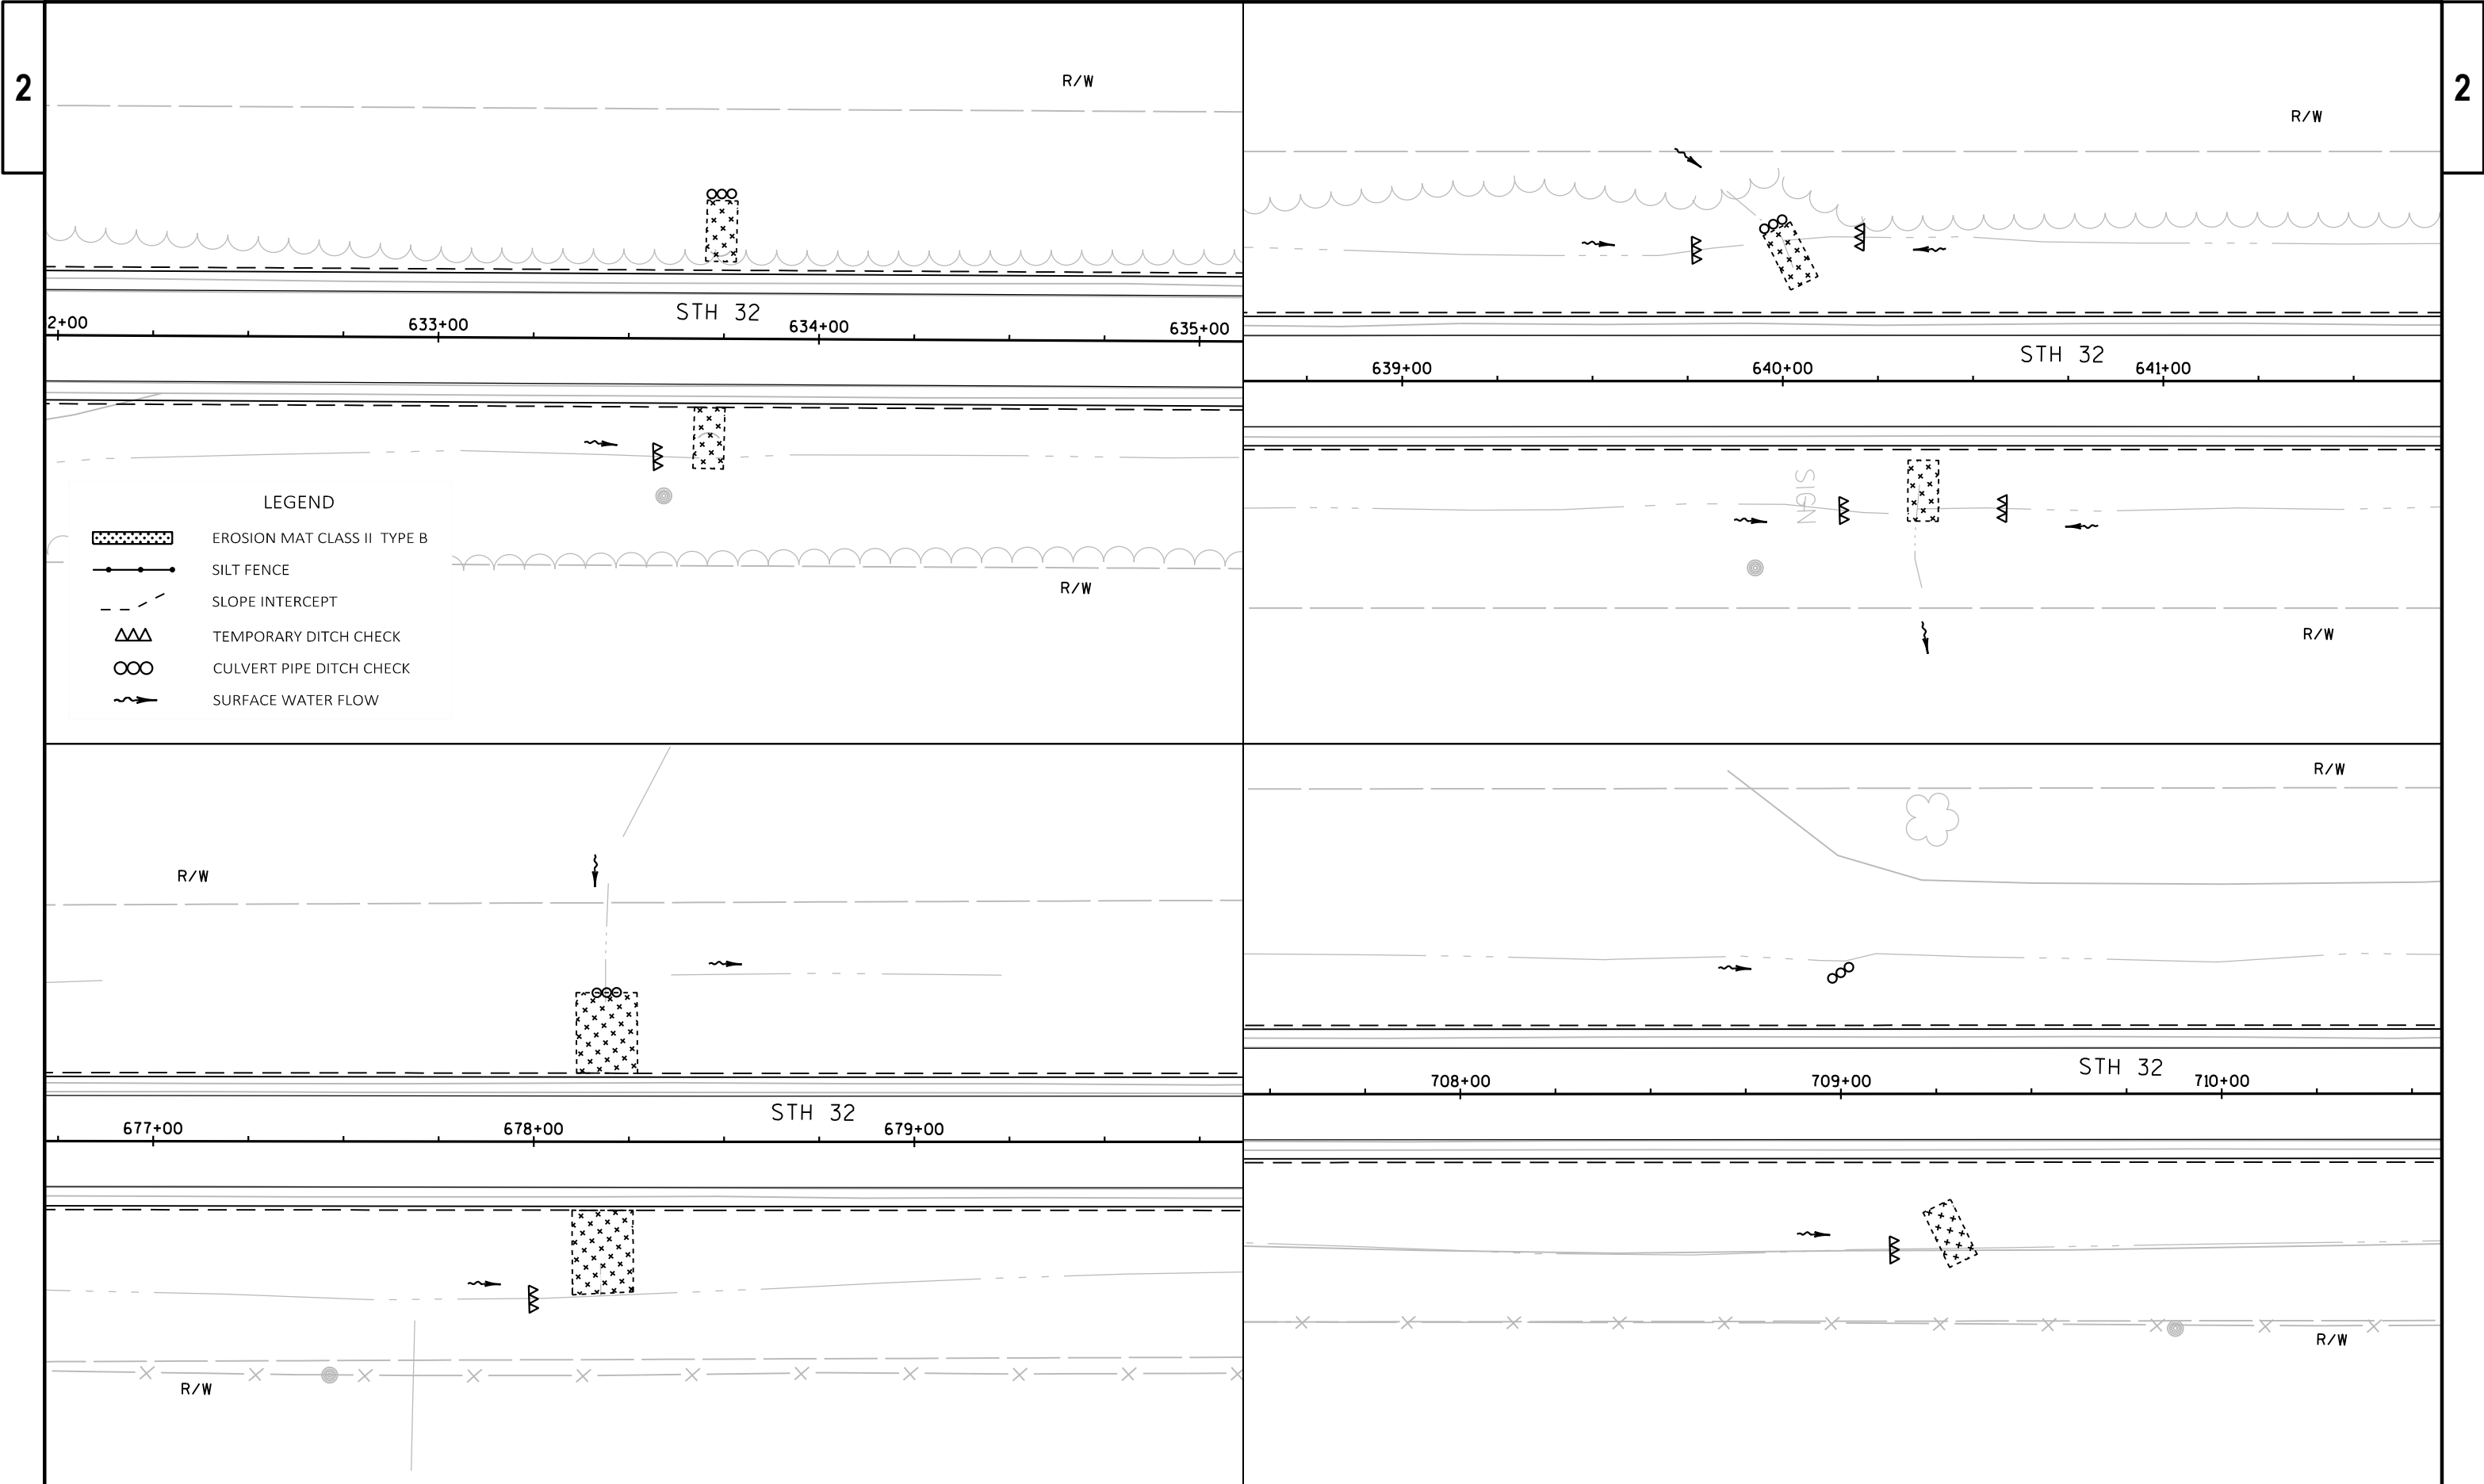 2
2
R/W
STH 32
2+00
633+00
634+00
635+00
LEGEND
EROSION MAT CLASS II TYPE B
SILT FENCE
SLOPE INTERCEPT
TEMPORARY DITCH CHECK
CULVERT PIPE DITCH CHECK
SURFACE WATER FLOW
R/W
R/W
STH 32
639+00
640+00
641+00
SIGN
R/W
R/W
STH 32
677+00
678+00
679+00
R/W
R/W
STH 32
708+00
709+00
710+00
R/W